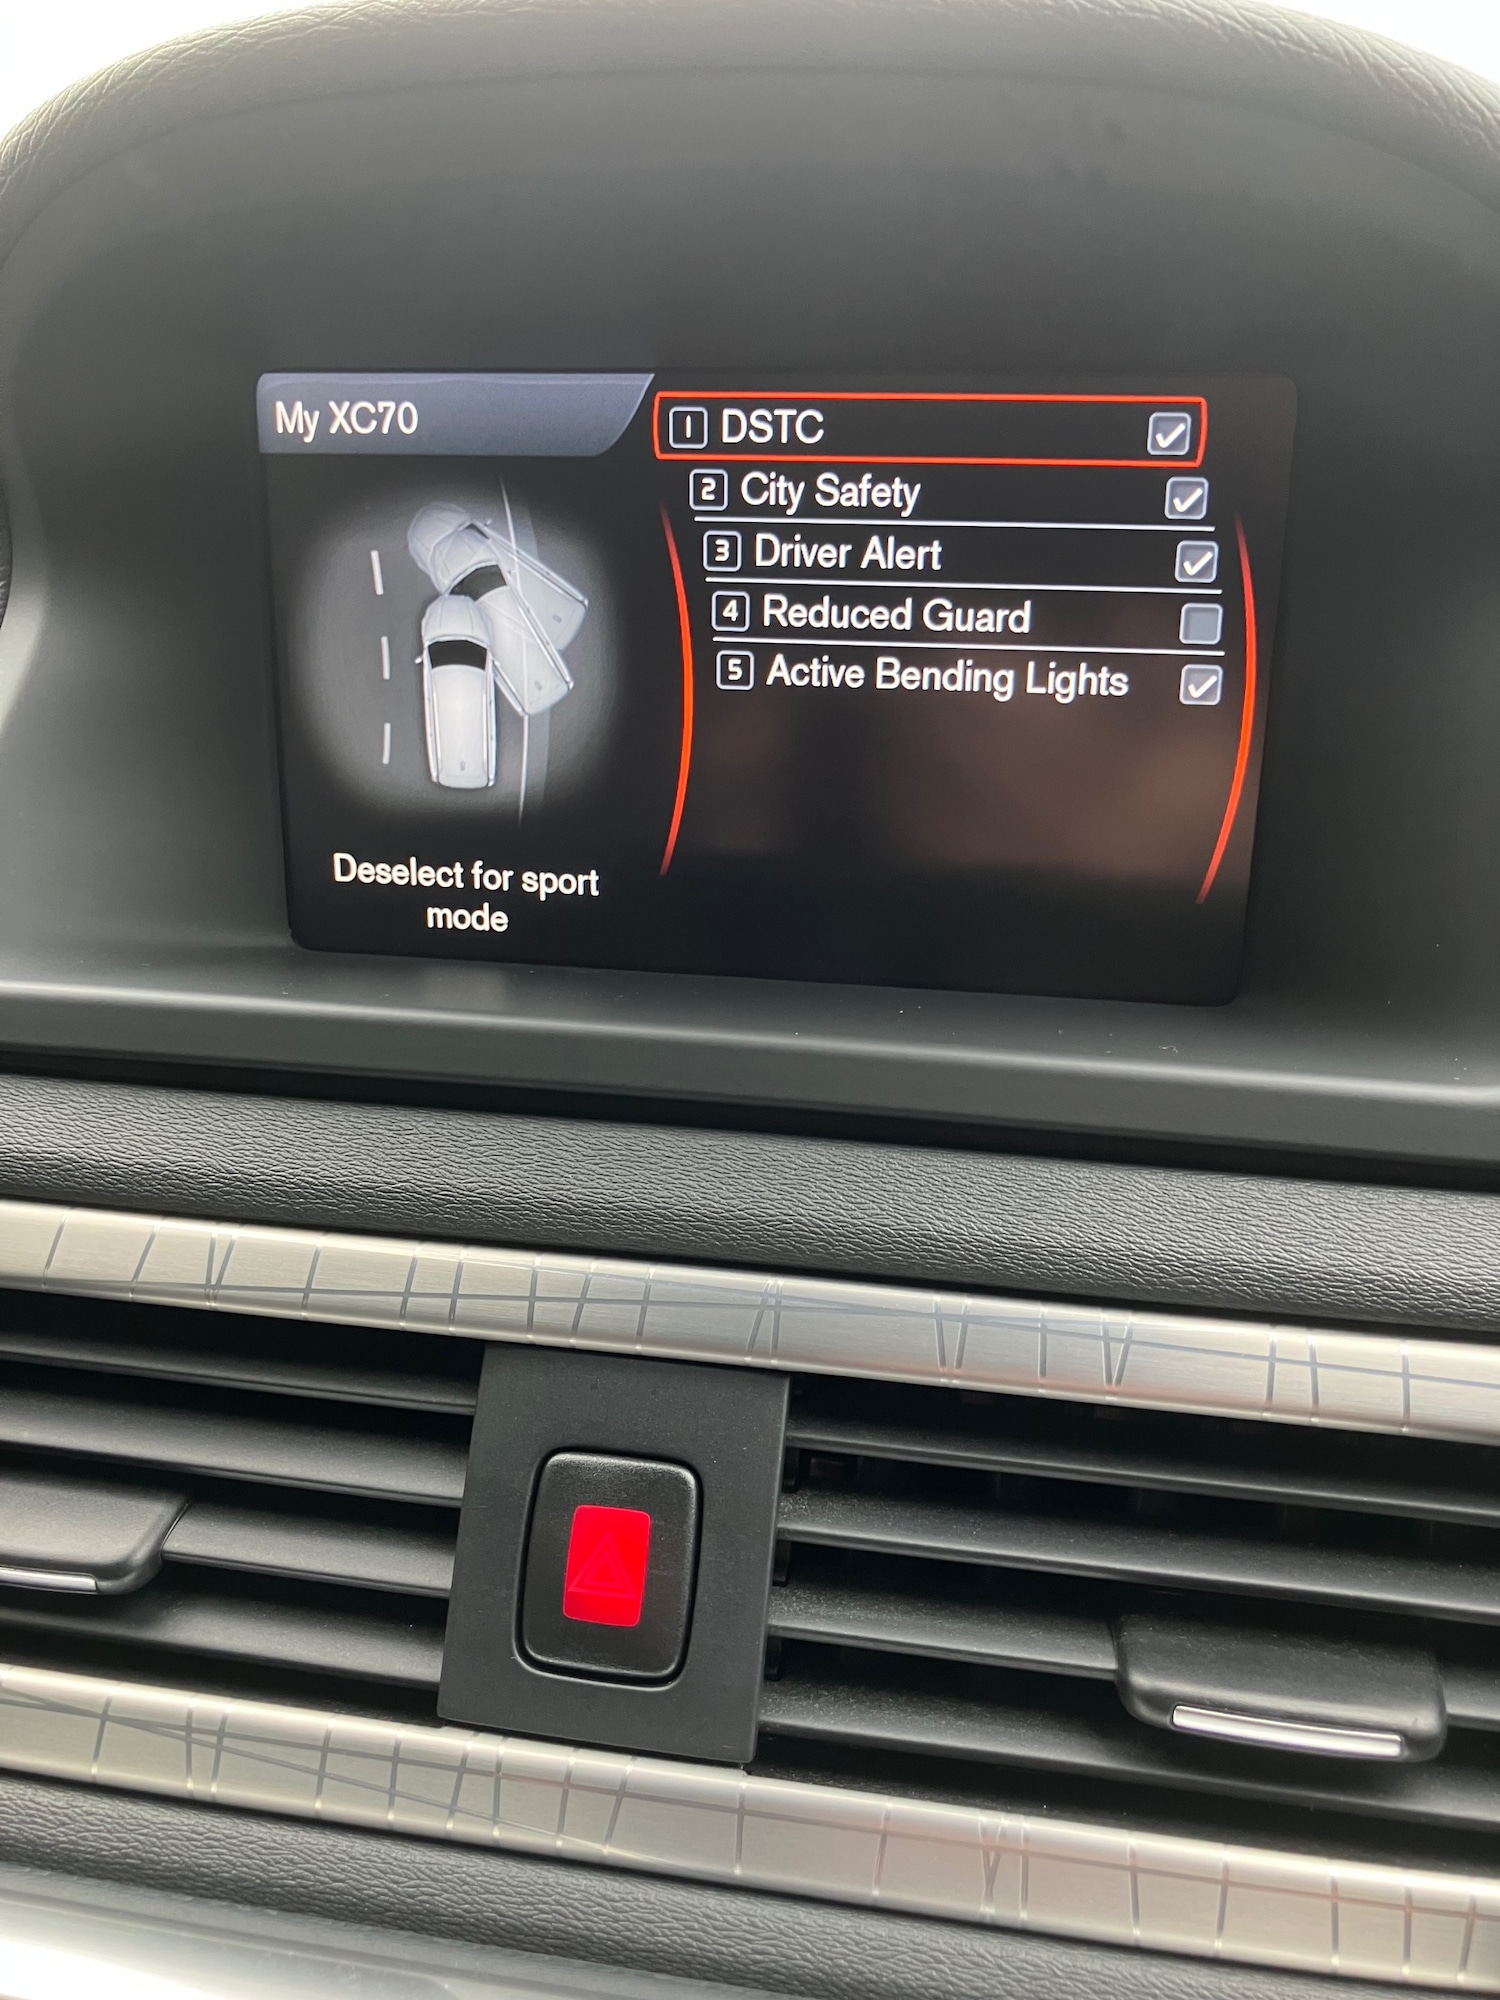 My XC70
1 DSTC
2 City Safety
3 Driver Alert
4 Reduced Guard
5 Active Bending Lights
Deselect for sport
mode